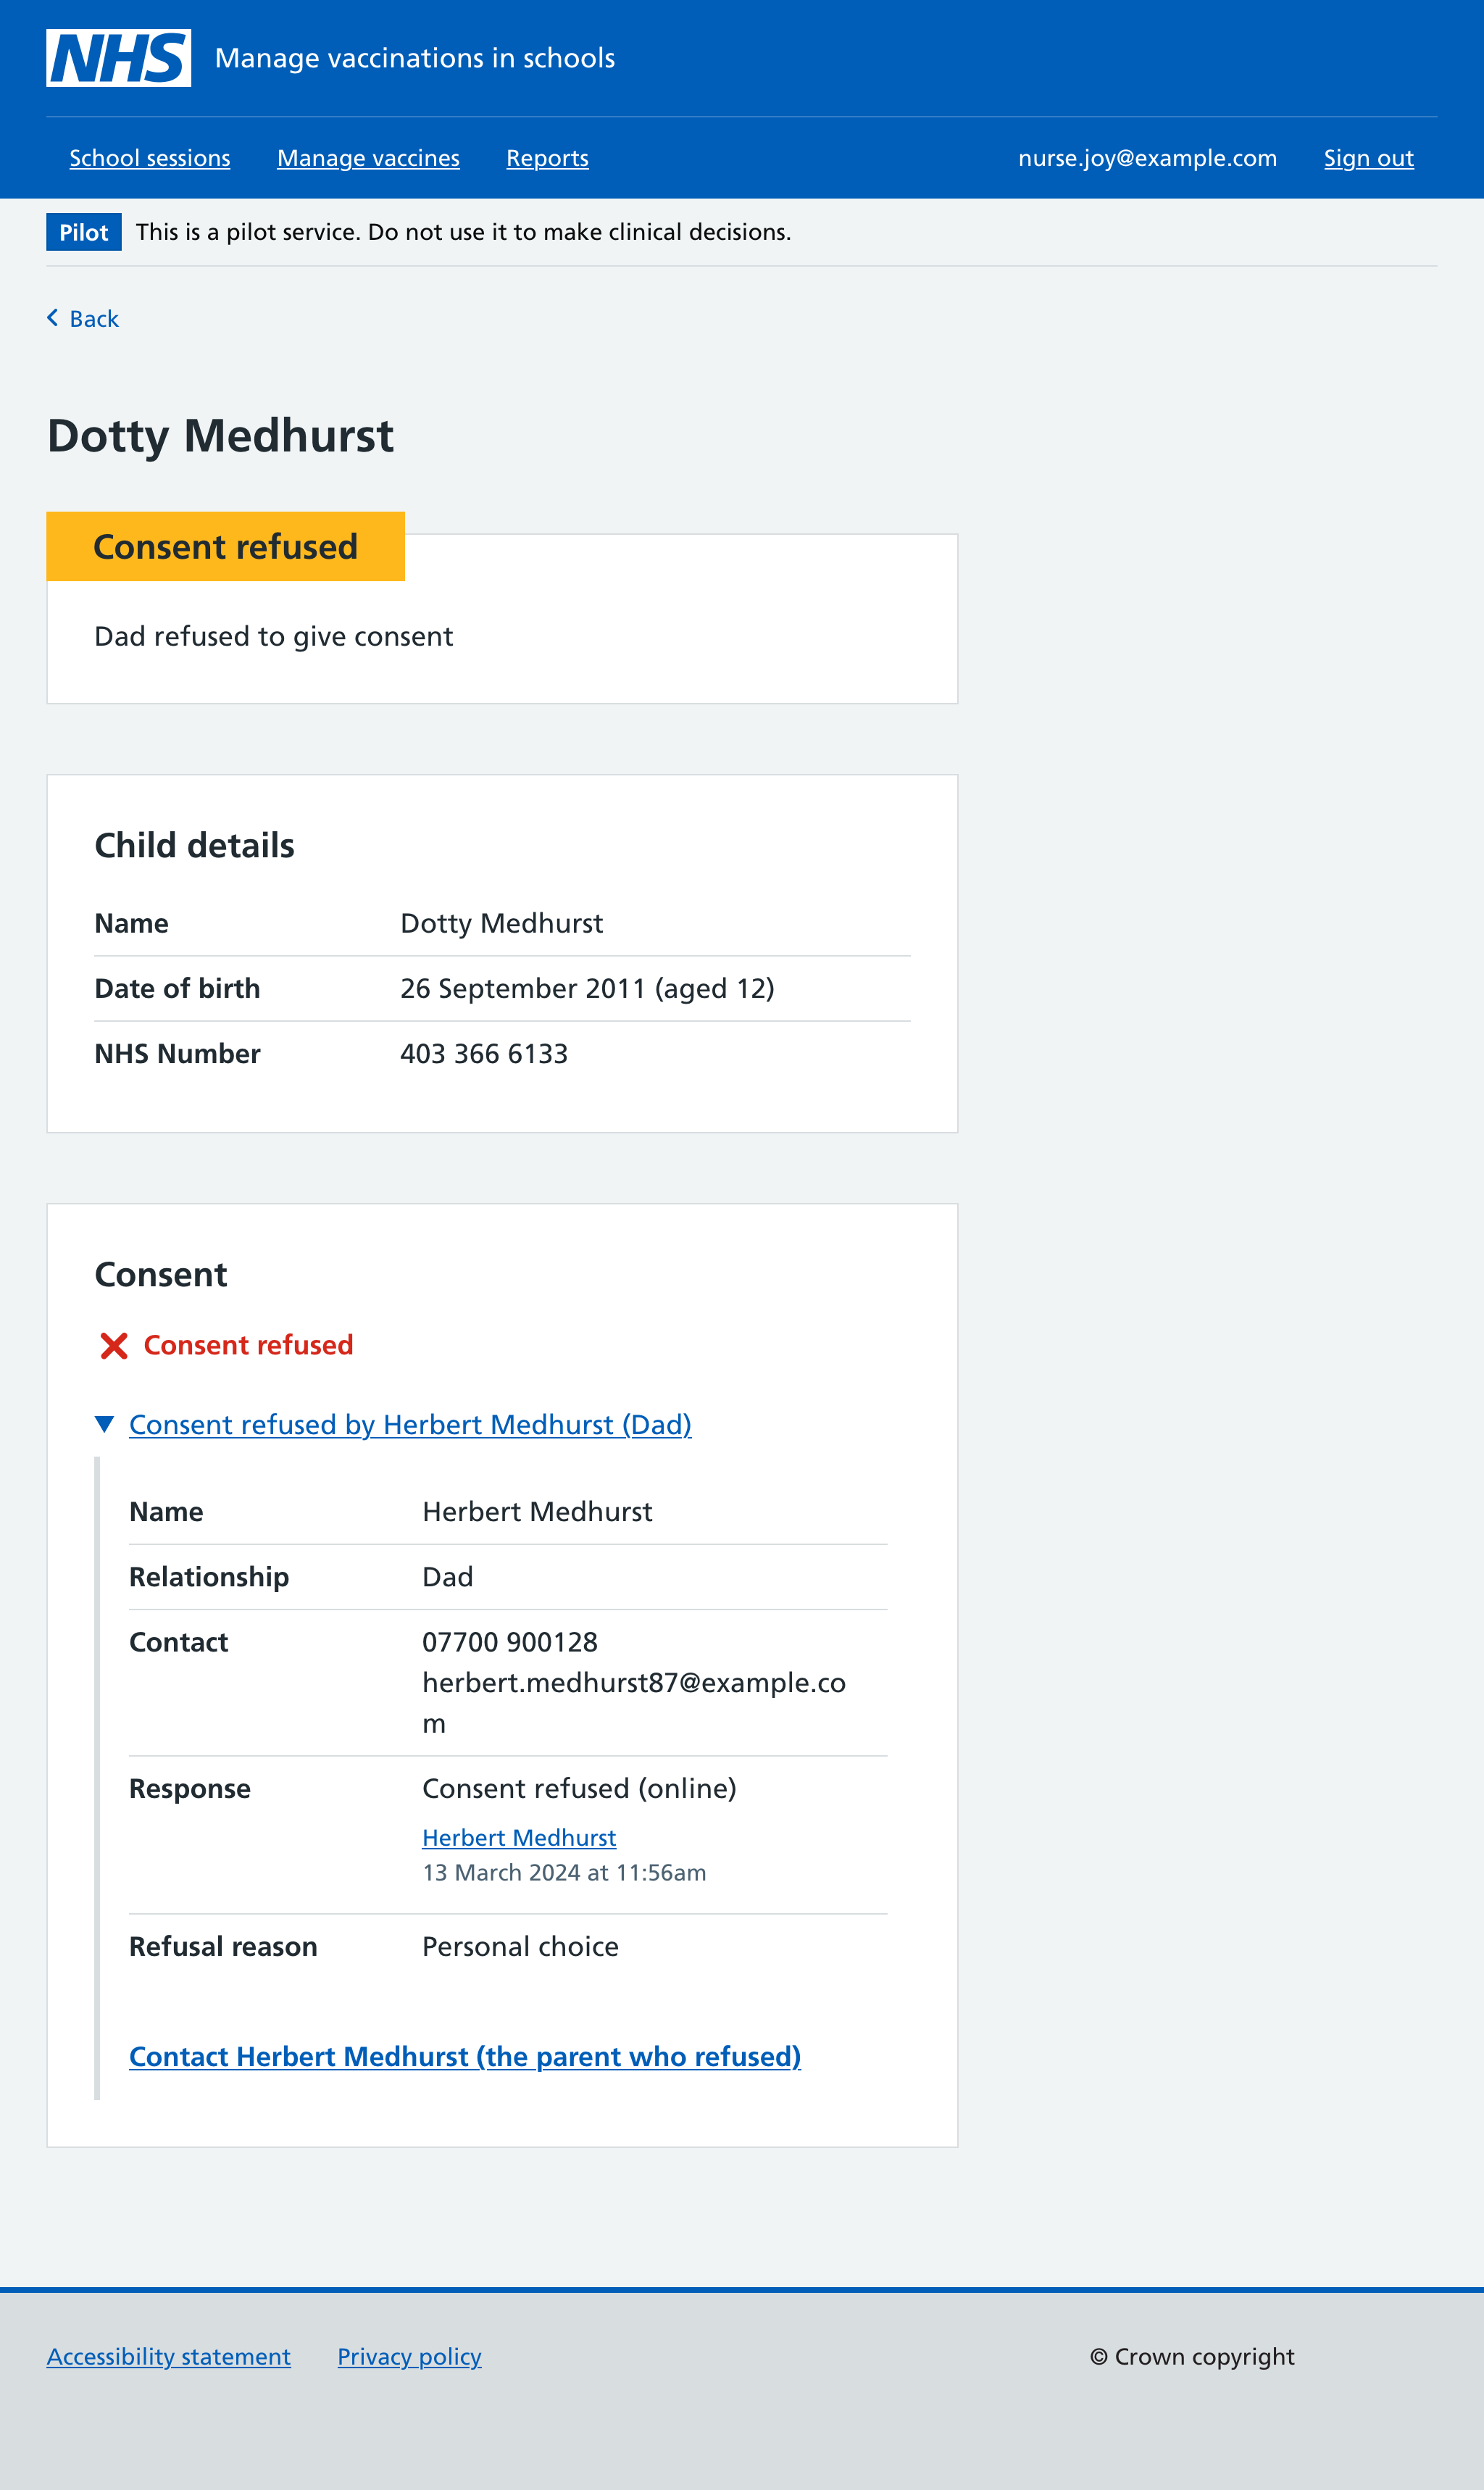 NHS Manage vaccinations in schools
School sessions Manage vaccines Reports nurse.joy@example.com Sign out
Pilot This is a pilot service. Do not use it to make clinical decisions.
Back
Dotty Medhurst
Consent refused
Dad refused to give consent
Child details
Name Dotty Medhurst
Date of birth 26 September 2011 (aged 12)
NHS Number 403 366 6133
Consent
Consent refused
Consent refused by Herbert Medhurst (Dad)
Name Herbert Medhurst
Relationship Dad
Contact 07700 900128
herbert.medhurst87@example.co
m
Response Consent refused (online)
Herbert Medhurst
13 March 2024 at 11:56am
Refusal reason Personal choice
Contact Herbert Medhurst (the parent who refused)
Accessibility statement Privacy policy © Crown copyright